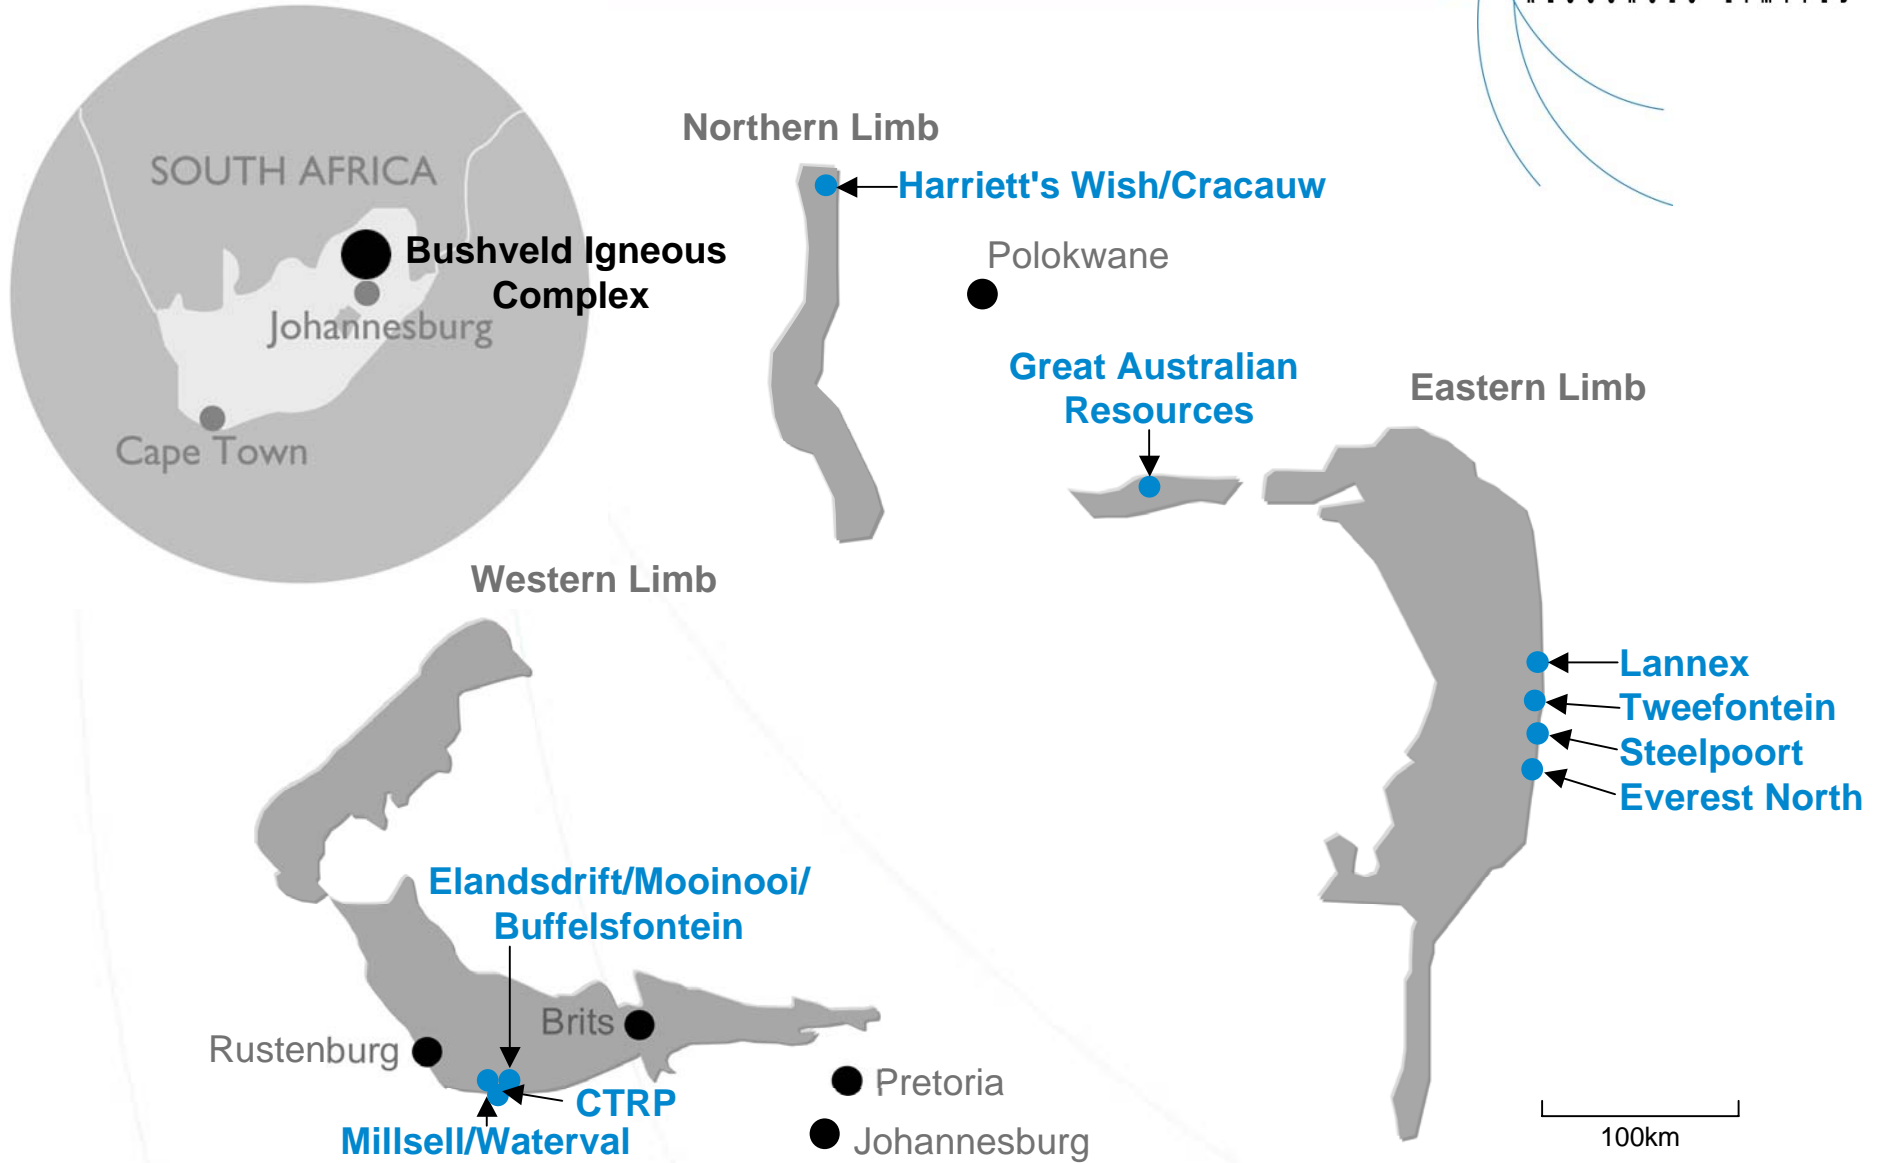 Northern Limb
SOUTH AFRICA
Harriett's Wish/Cracauw
Bushveld Igneous
Complex
Polokwane
Johannesburg
Great Australian
Resources
Eastern Limb
Cape Town
Western Limb
Lannex
Tweefontein
Steelpoort
Everest North
Elandsdrift/Mooinooi/
Buffelsfontein
Brits
Rustenburg
Pretoria
CTRP
Millsell/Waterval
Johannesburg
100km